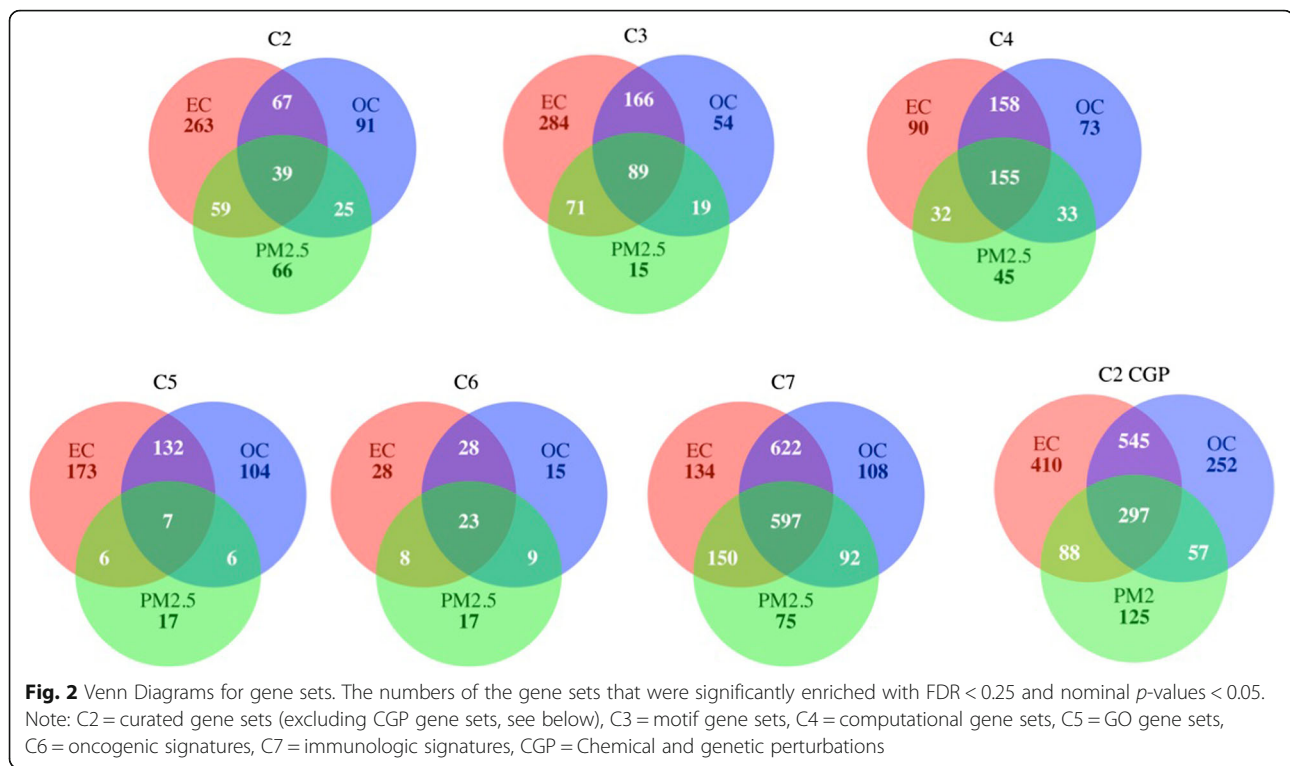 C2
EC
263
67
OC
91
39
59
25
PM2.5
66
C3
EC
284
166
OC
54
89
71
19
PM2.5
15
C4
EC
90
158
OC
73
155
32
33
PM2.5
45
C5
EC
173
132
OC
104
7
6
6
PM2.5
17
C6
EC
28
28
OC
15
23
8
9
PM2.5
17
C7
EC
134
622
OC
108
597
150
92
PM2.5
75
C2 CGP
EC
410
545
OC
252
297
88
57
PM2
125
Fig. 2 Venn Diagrams for gene sets. The numbers of the gene sets that were significantly enriched with FDR < 0.25 and nominal p-values < 0.05.
Note: C2 = curated gene sets (excluding CGP gene sets, see below), C3 = motif gene sets, C4 = computational gene sets, C5 = GO gene sets,
C6 = oncogenic signatures, C7 = immunologic signatures, CGP = Chemical and genetic perturbations